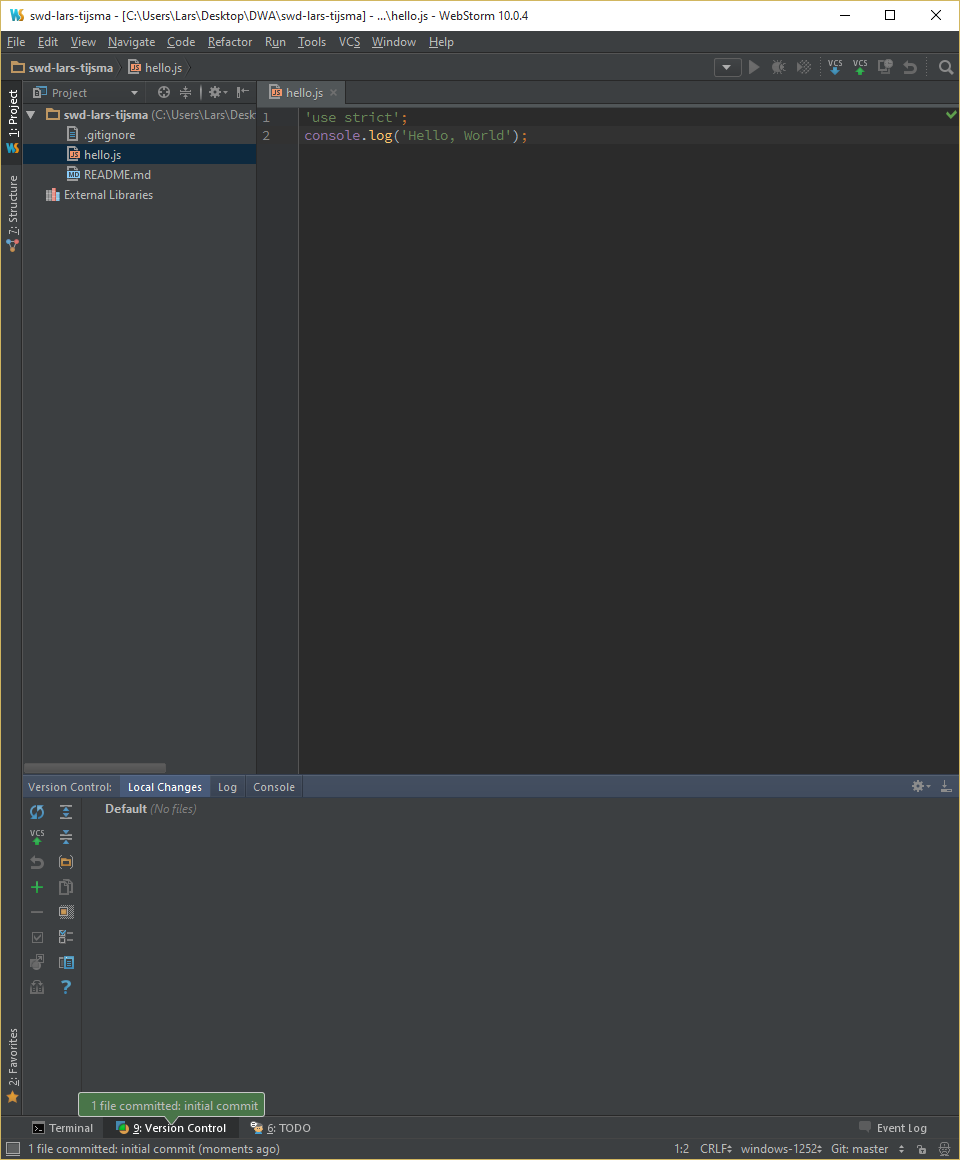 WS swd-lars-tijsma - [C:\Users\Lars\Desktop\DWA\swd-lars-tijsma] - ...\hello.js - WebStorm 10.0.4
File Edit View Navigate Code Refactor Run Tools VCS Window Help
swd-lars-tijsma hello.js VCS VCS
1: Project
7: Structure
2: Favorites
Project
swd-lars-tijsma (C:\Users\Lars\Desk
.gitignore
hello.js
README.md
External Libraries
hello.js
1 'use strict';
2 console.log('Hello, World');
Version Control: Local Changes Log Console
Default (No files)
VCS
?
1 file committed: initial commit
Terminal 9: Version Control 6: TODO Event Log
1 file committed: initial commit (moments ago) 1:2 CRLF windows-1252 Git: master